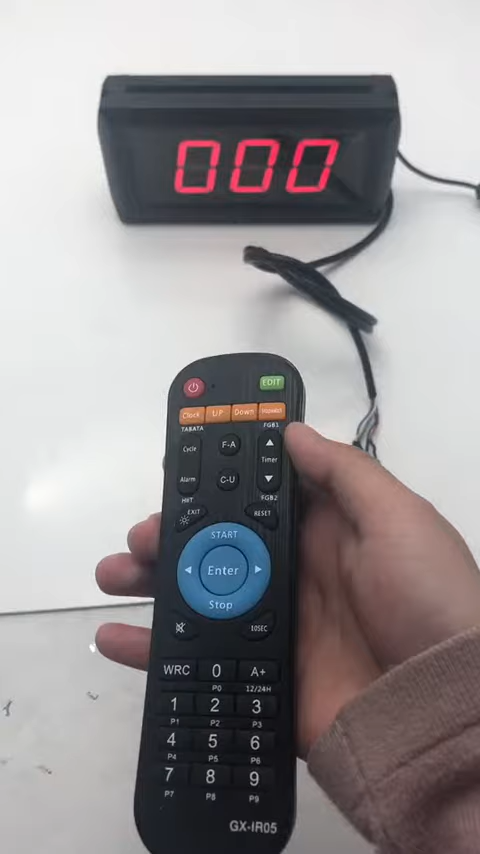 000
EDIT
Clock UP Down
TABATA FGB1
Cycle F-A ▲
Timer
Alarm C-U ▼
HIIT FGB2
EXIT RESET
START
◀ Enter ▶
Stop
10SEC
WRC 0 A+
P0 12/24H
1 2 3
P1 P2 P3
4 5 6
P4 P5 P6
7 8 9
P7 P8 P9
GX-IR05